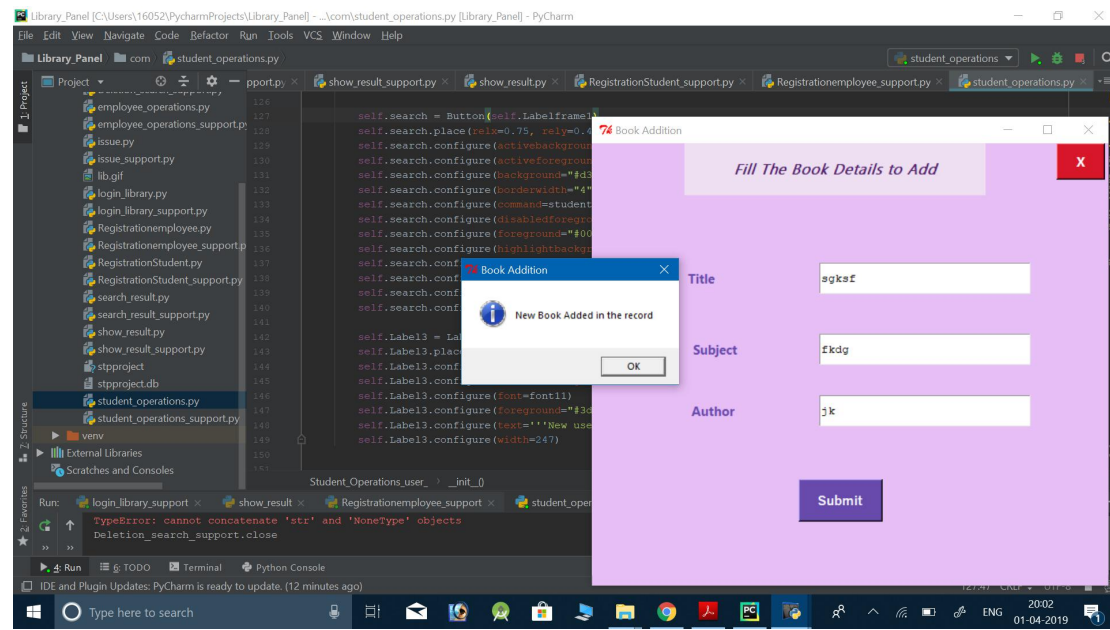 Library_Panel [C:\Users\16052\PycharmProjects\Library_Panel] - ...\com\student_operations.py [Library_Panel] - PyCharm
File Edit View Navigate Code Refactor Run Tools VCS Window Help
Library_Panel com student_operations.py student_operations
1: Project
Project pport.py show_result_support.py show_result.py RegistrationStudent_support.py Registrationemployee_support.py student_operations.py
employee_operations.py
employee_operations_support.py
issue.py
issue_support.py
lib.gif
login_library.py
login_library_support.py
Registrationemployee.py
Registrationemployee_support.p
RegistrationStudent.py
RegistrationStudent_support.py
search_result.py
search_result_support.py
show_result.py
show_result_support.py
stpproject
stpproject.db
student_operations.py
student_operations_support.py
venv
External Libraries
Scratches and Consoles
7: Structure
2: Favorites
126
127 self.search = Button(self.Labelframe1)
128 self.search.place(relx=0.75, rely=0.4
129 self.search.configure(activebackgroun
130 self.search.configure(activeforegroun
131 self.search.configure(background="#d3
132 self.search.configure(borderwidth="4"
133 self.search.configure(command=student
134 self.search.configure(disabledforegro
135 self.search.configure(foreground="#00
136 self.search.configure(highlightbackgr
137 self.search.conf
138 self.search.conf
139 self.search.conf
140 self.search.conf
141
142 self.Label3 = La
143 self.Label3.plac
144 self.Label3.conf
145 self.Label3.conf
146 self.Label3.configure(font=font11)
147 self.Label3.configure(foreground="#3d
148 self.Label3.configure(text='''New use
149 self.Label3.configure(width=247)
150
151
Student_Operations_user_ __init__()
Book Addition
New Book Added in the record
OK
Book Addition
Fill The Book Details to Add
X
Title sgksf
Subject fkdg
Author jk
Submit
Run: login_library_support show_result Registrationemployee_support student_oper
TypeError: cannot concatenate 'str' and 'NoneType' objects
Deletion_search_support.close
4: Run 6: TODO Terminal Python Console
IDE and Plugin Updates: PyCharm is ready to update. (12 minutes ago)
Type here to search
ENG
20:02
01-04-2019